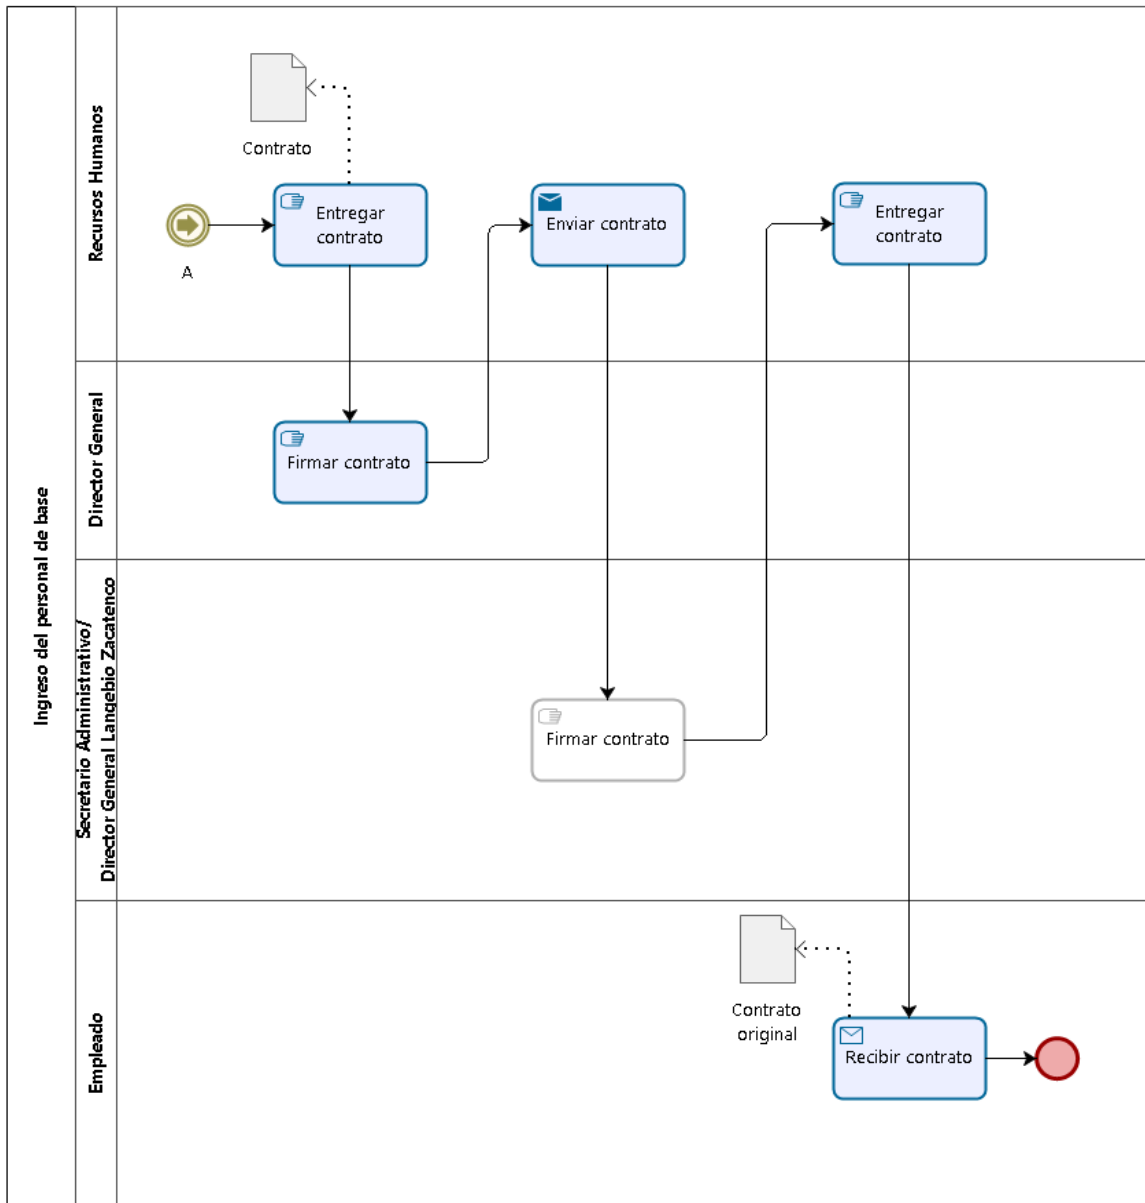 Ingreso del personal de base
Recursos Humanos
Contrato
A
Entregar
contrato
Enviar contrato
Entregar
contrato
Director General
Firmar contrato
Secretario Administrativo/
Director General Langebio Zacatenco
Firmar contrato
Empleado
Contrato
original
Recibir contrato